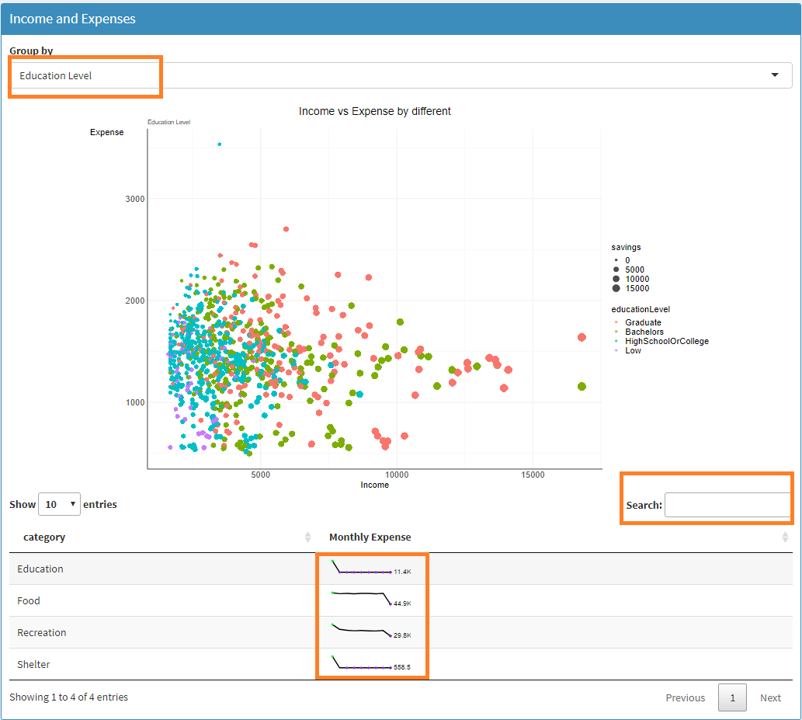 Income and Expenses
Group by
Education Level
Income vs Expense by different
Education Level
Expense
3000
2000
1000
5000
10000
15000
Income
savings
0
5000
10000
15000
educationLevel
Graduate
Bachelors
HighSchoolOrCollege
Low
Show 10 entries
Search:
category Monthly Expense
Education 11.4K
Food 44.9K
Recreation 29.8K
Shelter 558.5
Showing 1 to 4 of 4 entries
Previous 1 Next